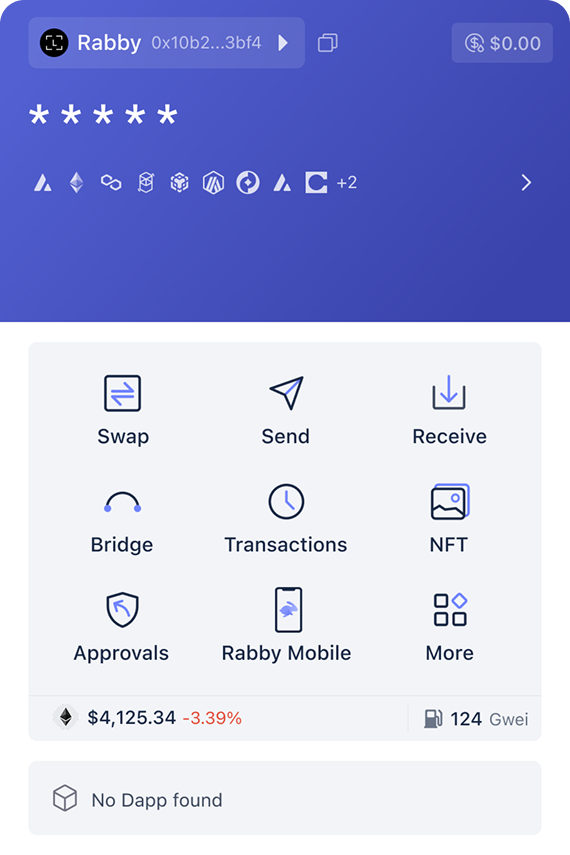 Rabby 0x10b2...3bf4 $0.00
*****
+2
Swap Send Receive
Bridge Transactions NFT
Approvals Rabby Mobile More
$4,125.34 -3.39% 124 Gwei
No Dapp found